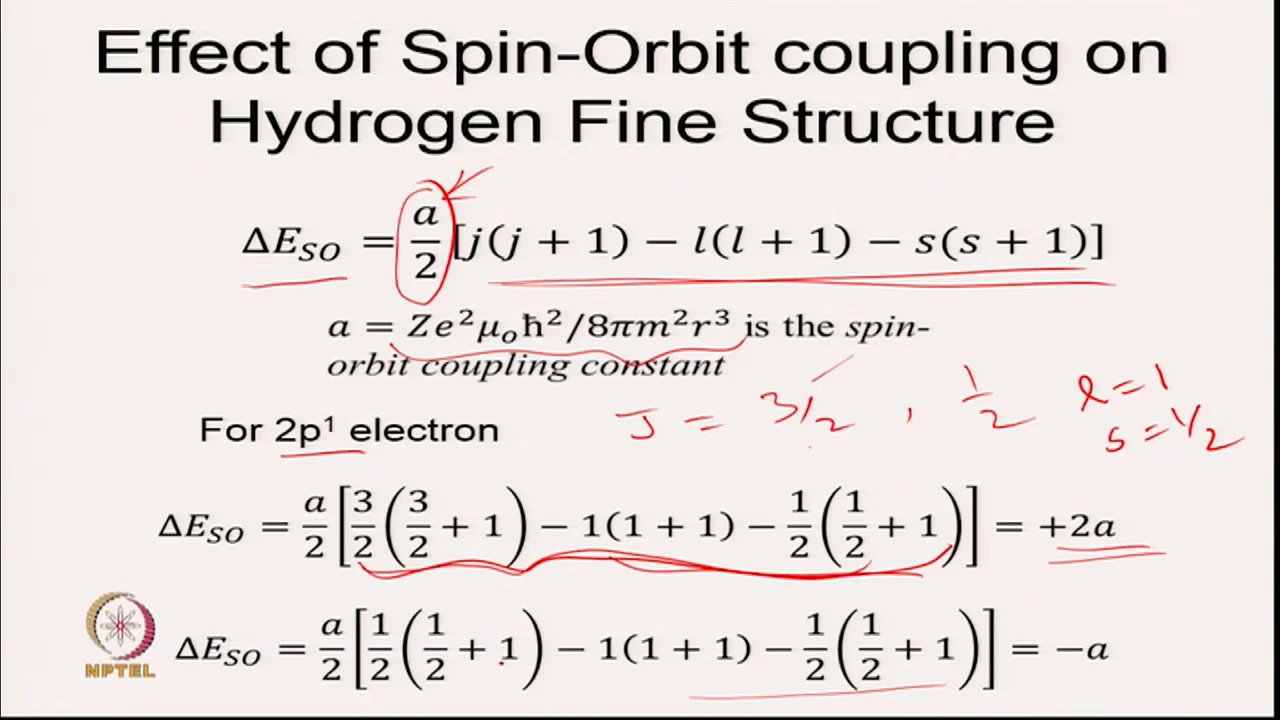 Effect of Spin-Orbit coupling on
Hydrogen Fine Structure
ΔE_SO = a/2 [j(j + 1) − l(l + 1) − s(s + 1)]
a = Ze²μ₀ħ²/8πm²r³ is the spin-
orbit coupling constant
J = 3/2 , 1/2
l = 1
s = 1/2
For 2p¹ electron
ΔE_SO = a/2 [3/2 (3/2 + 1) − 1(1 + 1) − 1/2 (1/2 + 1)] = +2a
ΔE_SO = a/2 [1/2 (1/2 + 1) − 1(1 + 1) − 1/2 (1/2 + 1)] = −a
NPTEL